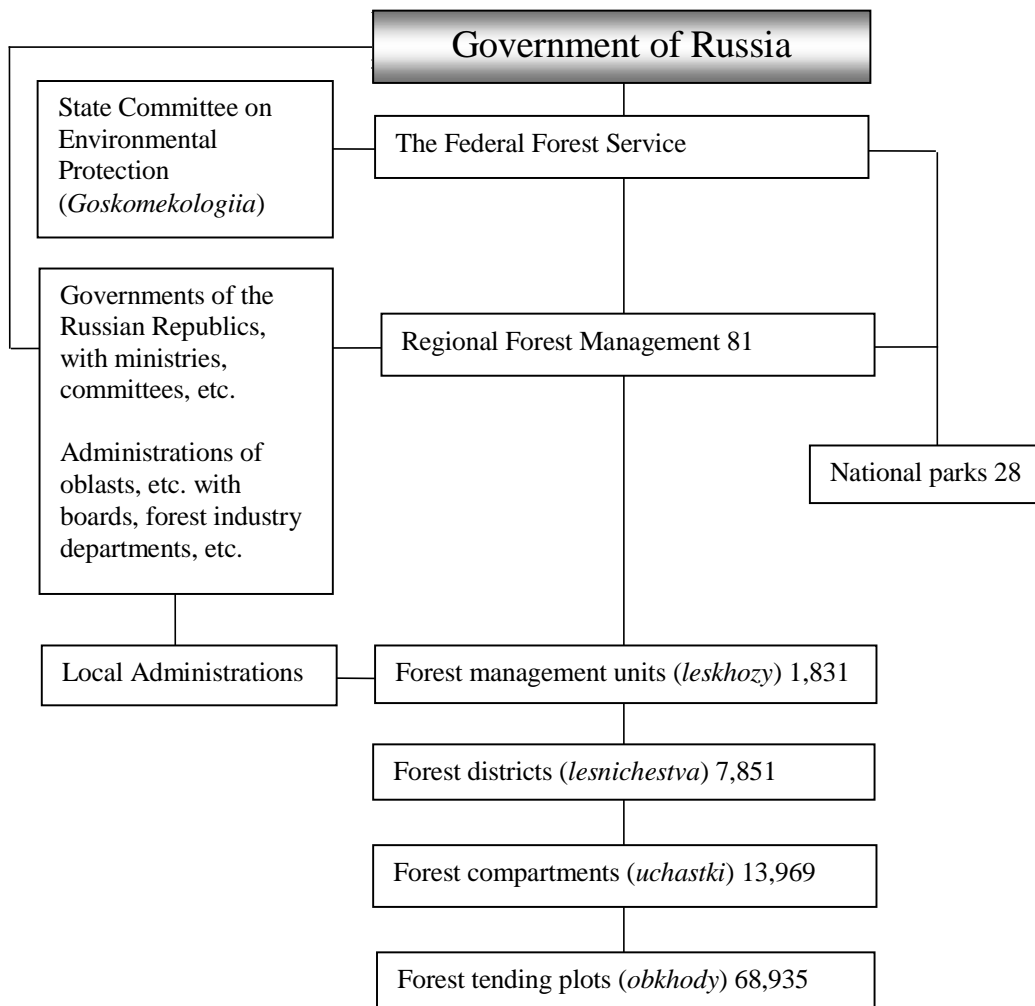 Government of Russia
State Committee on
Environmental
Protection
(Goskomekologiia)
The Federal Forest Service
Governments of the
Russian Republics,
with ministries,
committees, etc.
Administrations of
oblasts, etc. with
boards, forest industry
departments, etc.
Regional Forest Management 81
National parks 28
Local Administrations
Forest management units (leskhozy) 1,831
Forest districts (lesnichestva) 7,851
Forest compartments (uchastki) 13,969
Forest tending plots (obkhody) 68,935